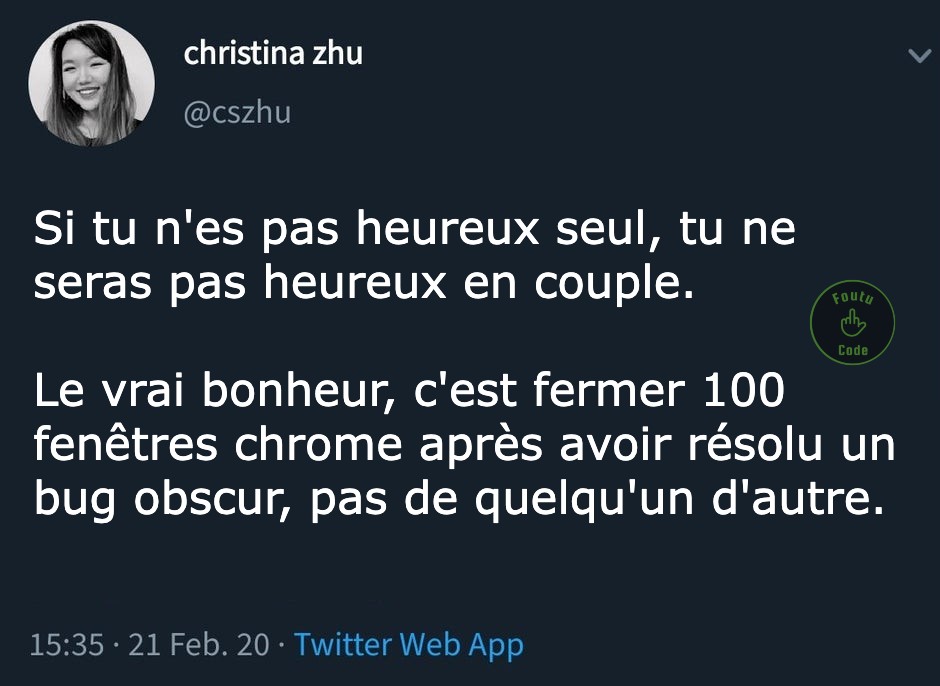 christina zhu
@cszhu
Si tu n'es pas heureux seul, tu ne
seras pas heureux en couple.
Foutu
Code
Le vrai bonheur, c'est fermer 100
fenêtres chrome après avoir résolu un
bug obscur, pas de quelqu'un d'autre.
15:35 · 21 Feb. 20 · Twitter Web App